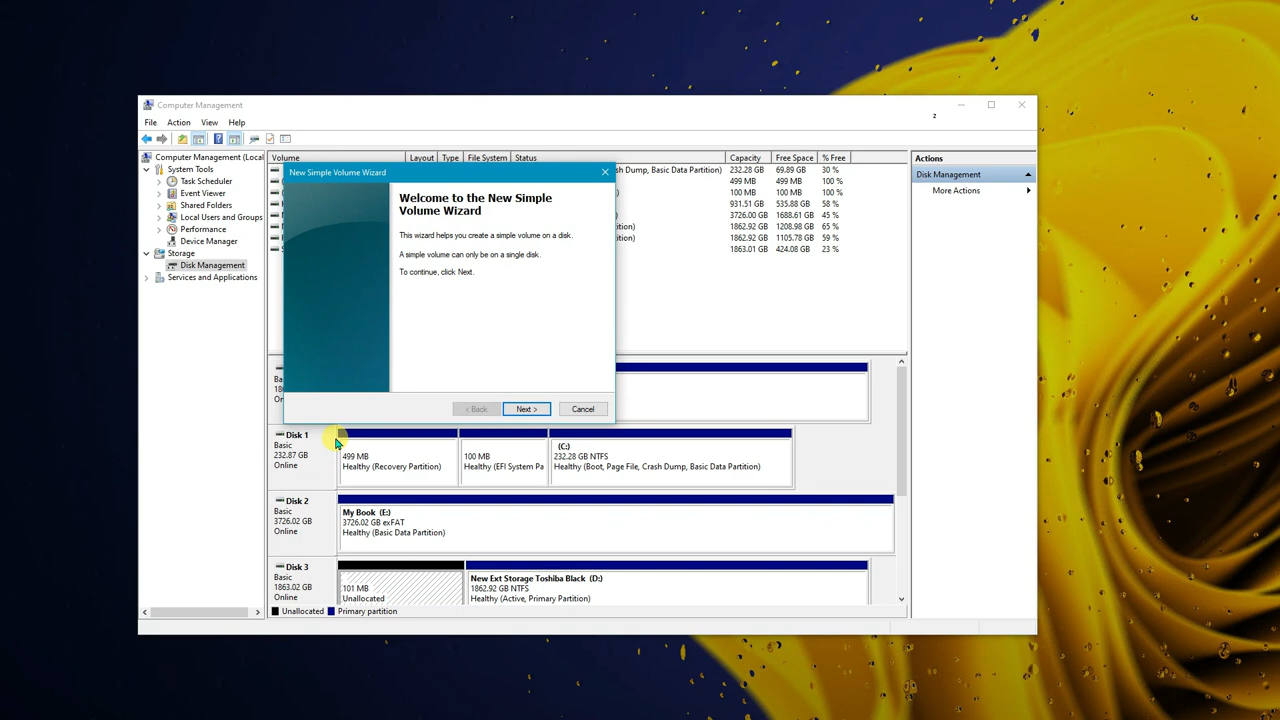 Computer Management
File Action View Help
z
Computer Management (Local
System Tools
Task Scheduler
Event Viewer
Shared Folders
Local Users and Groups
Performance
Device Manager
Storage
Disk Management
Services and Applications
Volume Layout Type File System Status Capacity Free Space % Free
sh Dump, Basic Data Partition) 232.28 GB 69.89 GB 30 %
499 MB 499 MB 100 %
100 MB 100 MB 100 %
931.51 GB 535.88 GB 58 %
3726.00 GB 1688.61 GB 45 %
1862.92 GB 1208.98 GB 65 %
1862.92 GB 1105.78 GB 59 %
1863.01 GB 424.08 GB 23 %
Actions
Disk Management
More Actions
New Simple Volume Wizard
Welcome to the New Simple
Volume Wizard
This wizard helps you create a simple volume on a disk.
A simple volume can only be on a single disk.
To continue, click Next.
< Back Next > Cancel
Disk 1
Basic
232.87 GB
Online
499 MB
Healthy (Recovery Partition)
100 MB
Healthy (EFI System Pa
(C:)
232.28 GB NTFS
Healthy (Boot, Page File, Crash Dump, Basic Data Partition)
Disk 2
Basic
3726.02 GB
Online
My Book (E:)
3726.02 GB exFAT
Healthy (Basic Data Partition)
Disk 3
Basic
1863.02 GB
Online
101 MB
Unallocated
New Ext Storage Toshiba Black (D:)
1862.92 GB NTFS
Healthy (Active, Primary Partition)
Unallocated Primary partition